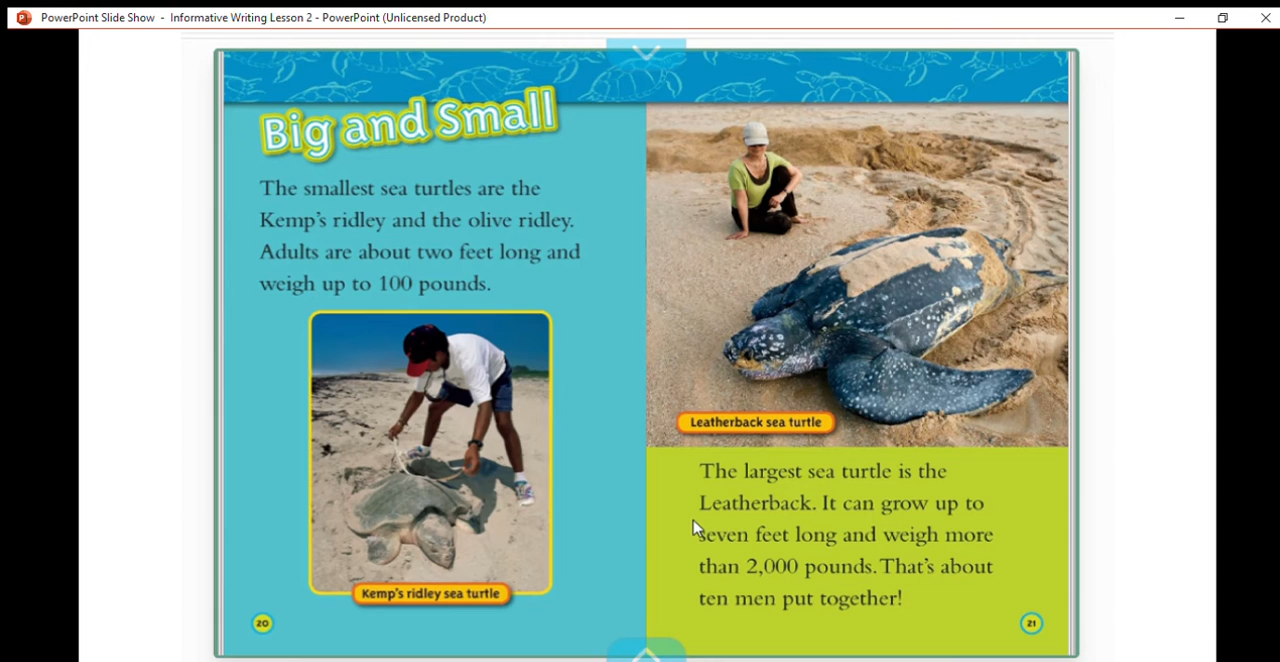 PowerPoint Slide Show - Informative Writing Lesson 2 - PowerPoint (Unlicensed Product)
Big and Small
The smallest sea turtles are the
Kemp's ridley and the olive ridley.
Adults are about two feet long and
weigh up to 100 pounds.
Kemp's ridley sea turtle
20
Leatherback sea turtle
The largest sea turtle is the
Leatherback. It can grow up to
seven feet long and weigh more
than 2,000 pounds. That's about
ten men put together!
21